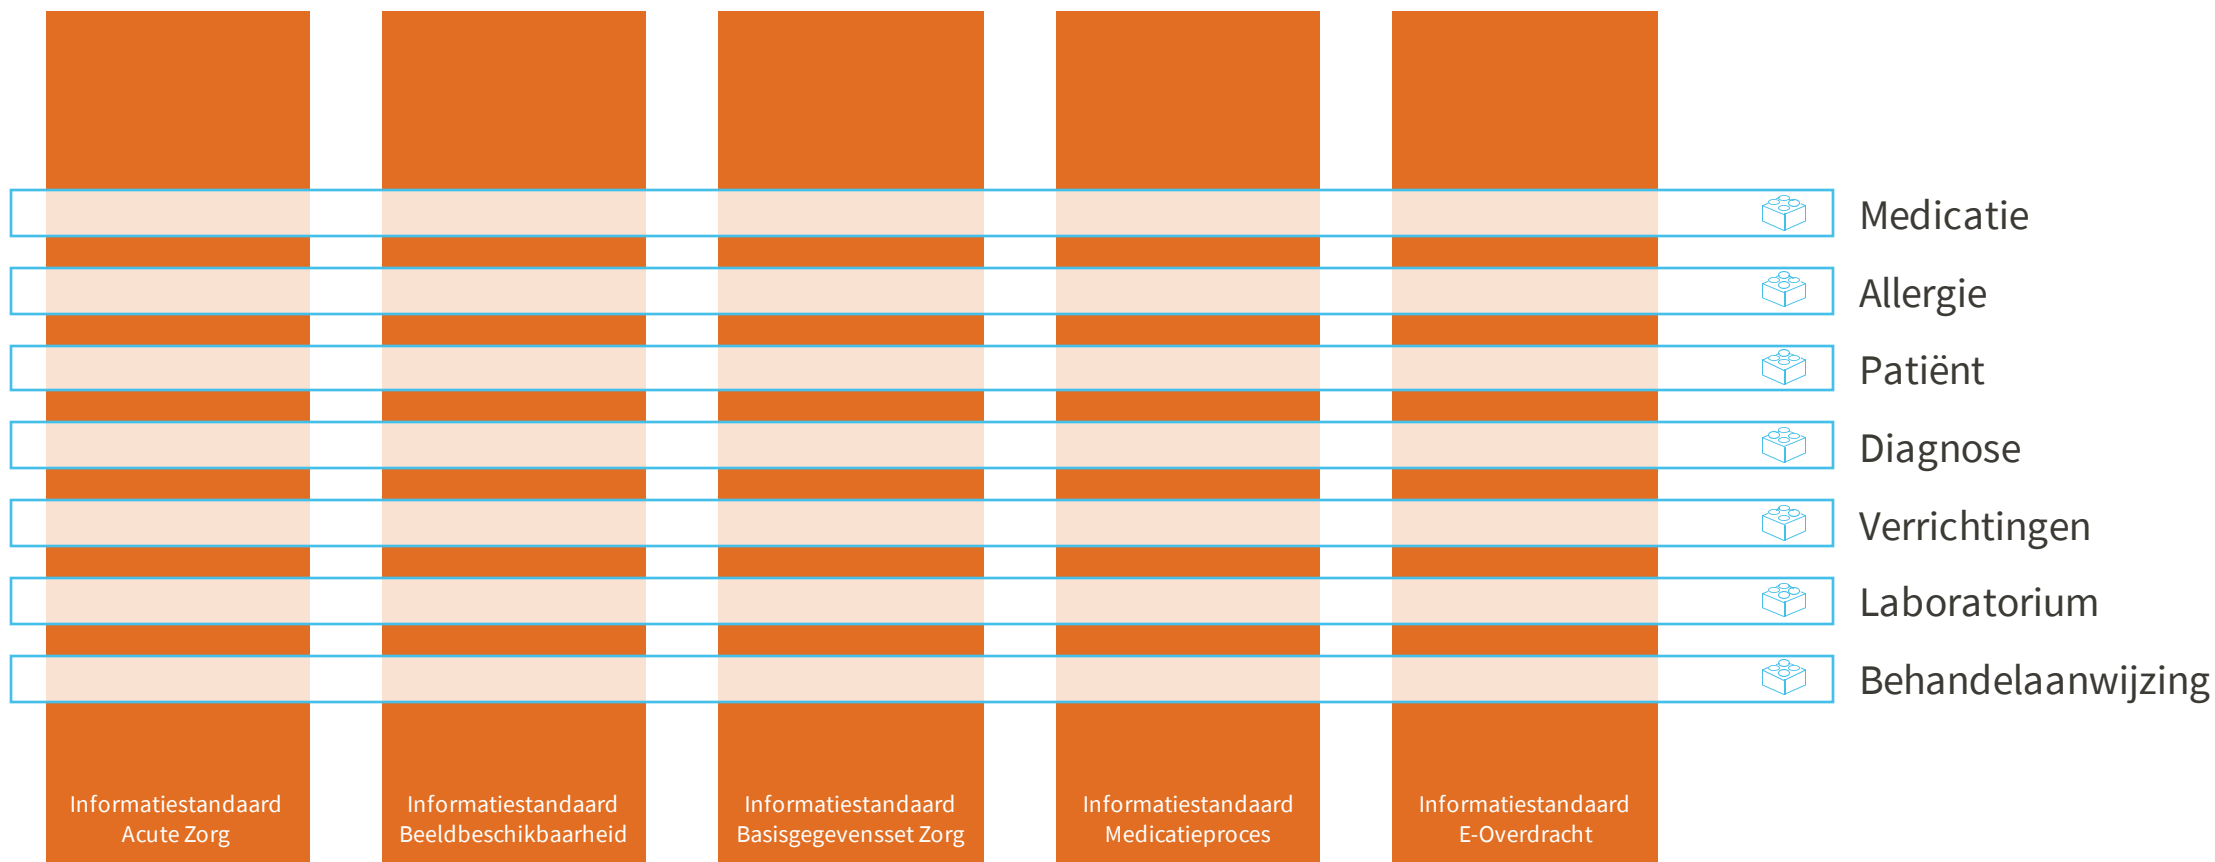 Medicatie
Allergie
Patiënt
Diagnose
Verrichtingen
Laboratorium
Behandelaanwijzing
Informatiestandaard
Acute Zorg
Informatiestandaard
Beeldbeschikbaarheid
Informatiestandaard
Basisgegevensset Zorg
Informatiestandaard
Medicatieproces
Informatiestandaard
E-Overdracht